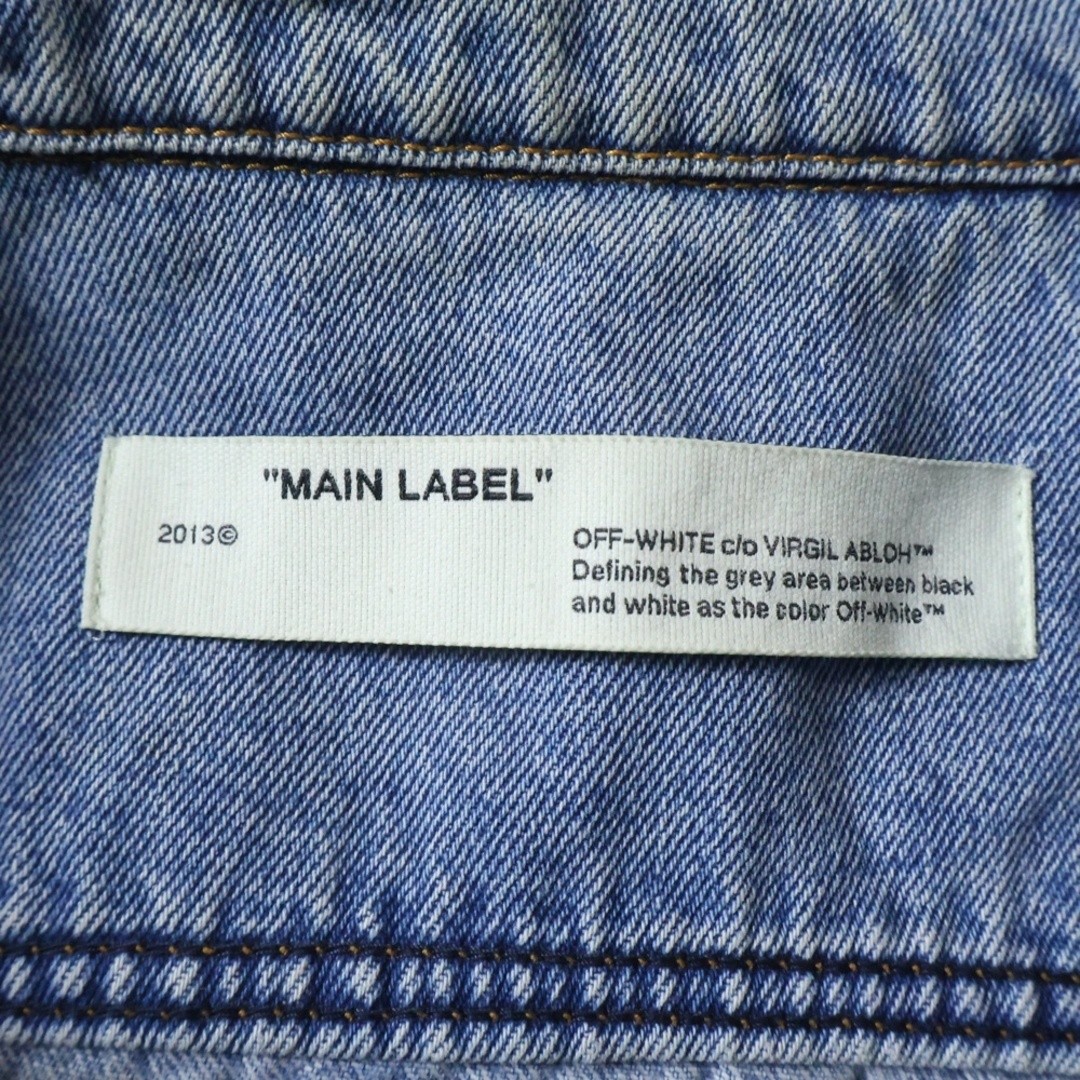 "MAIN LABEL"
2013©
OFF-WHITE c/o VIRGIL ABLOH™
Defining the grey area between black
and white as the color Off-White™